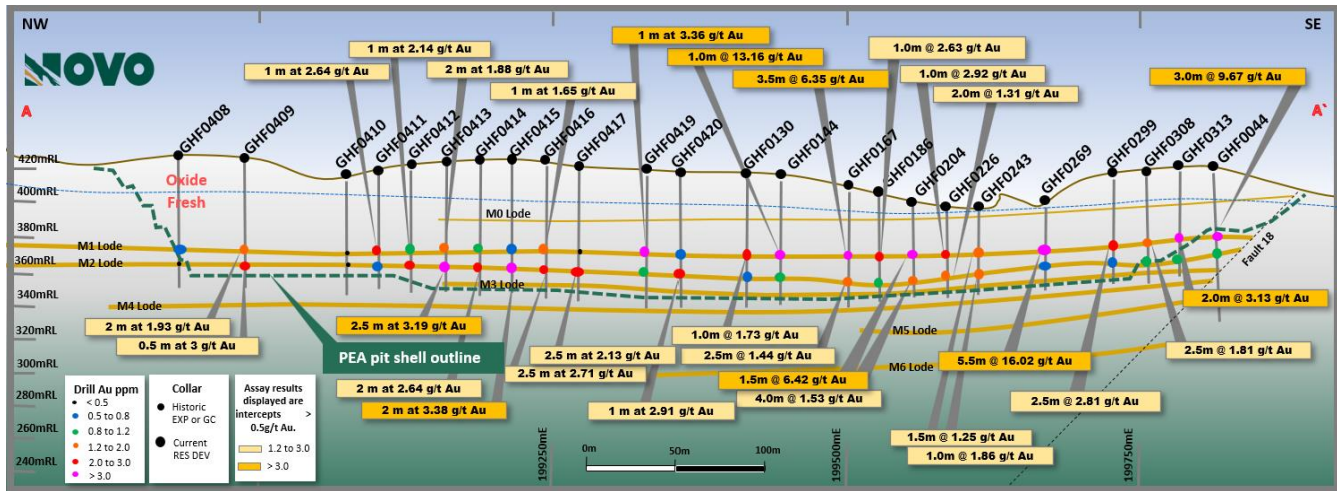 NW
SE
NOVO
A
A`
1 m at 2.64 g/t Au
1 m at 2.14 g/t Au
2 m at 1.88 g/t Au
1 m at 1.65 g/t Au
1 m at 3.36 g/t Au
1.0m @ 13.16 g/t Au
3.5m @ 6.35 g/t Au
1.0m @ 2.63 g/t Au
1.0m @ 2.92 g/t Au
2.0m @ 1.31 g/t Au
3.0m @ 9.67 g/t Au
GHF0408
GHF0409
GHF0410
GHF0411
GHF0412
GHF0413
GHF0414
GHF0415
GHF0416
GHF0417
GHF0419
GHF0420
GHF0130
GHF0144
GHF0167
GHF0186
GHF0204
GHF0226
GHF0243
GHF0269
GHF0299
GHF0308
GHF0313
GHF0044
420mRL
400mRL
380mRL
360mRL
340mRL
320mRL
300mRL
280mRL
260mRL
240mRL
Oxide
Fresh
M0 Lode
M1 Lode
M2 Lode
M3 Lode
M4 Lode
M5 Lode
M6 Lode
Fault 18
2 m at 1.93 g/t Au
0.5 m at 3 g/t Au
PEA pit shell outline
2.5 m at 3.19 g/t Au
2 m at 2.64 g/t Au
2 m at 3.38 g/t Au
2.5 m at 2.13 g/t Au
2.5 m at 2.71 g/t Au
1 m at 2.91 g/t Au
1.0m @ 1.73 g/t Au
2.5m @ 1.44 g/t Au
1.5m @ 6.42 g/t Au
4.0m @ 1.53 g/t Au
5.5m @ 16.02 g/t Au
1.5m @ 1.25 g/t Au
1.0m @ 1.86 g/t Au
2.5m @ 2.81 g/t Au
2.5m @ 1.81 g/t Au
2.0m @ 3.13 g/t Au
Drill Au ppm
< 0.5
0.5 to 0.8
0.8 to 1.2
1.2 to 2.0
2.0 to 3.0
> 3.0
Collar
Historic
EXP or GC
Current
RES DEV
Assay results
displayed are
intercepts >
0.5g/t Au.
1.2 to 3.0
> 3.0
0m
50m
100m
199250mE
199500mE
199750mE